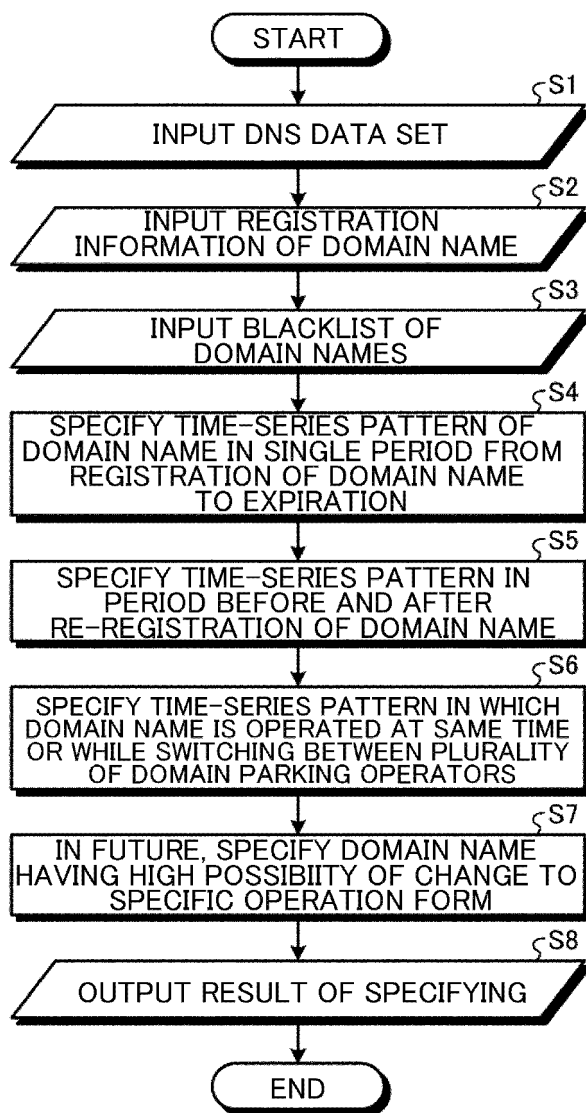 START
S1
INPUT DNS DATA SET
S2
INPUT REGISTRATION
INFORMATION OF DOMAIN NAME
S3
INPUT BLACKLIST OF
DOMAIN NAMES
S4
SPECIFY TIME-SERIES PATTERN OF
DOMAIN NAME IN SINGLE PERIOD FROM
REGISTRATION OF DOMAIN NAME
TO EXPIRATION
S5
SPECIFY TIME-SERIES PATTERN IN
PERIOD BEFORE AND AFTER
RE-REGISTRATION OF DOMAIN NAME
S6
SPECIFY TIME-SERIES PATTERN IN WHICH
DOMAIN NAME IS OPERATED AT SAME TIME
OR WHILE SWITCHING BETWEEN PLURALITY
OF DOMAIN PARKING OPERATORS
S7
IN FUTURE, SPECIFY DOMAIN NAME
HAVING HIGH POSSIBIITY OF CHANGE TO
SPECIFIC OPERATION FORM
S8
OUTPUT RESULT OF SPECIFYING
END